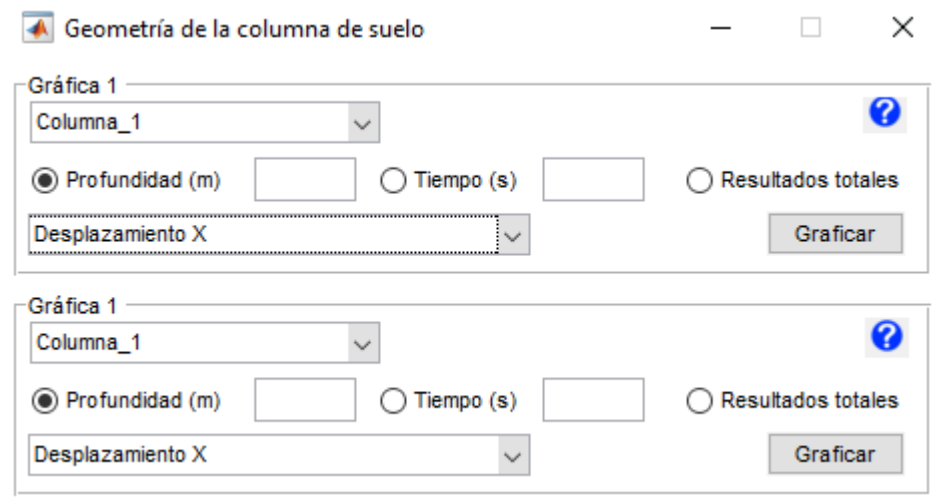 Geometría de la columna de suelo
Gráfica 1
Columna_1
?
Profundidad (m) Tiempo (s) Resultados totales
Desplazamiento X Graficar
Gráfica 1
Columna_1
?
Profundidad (m) Tiempo (s) Resultados totales
Desplazamiento X Graficar